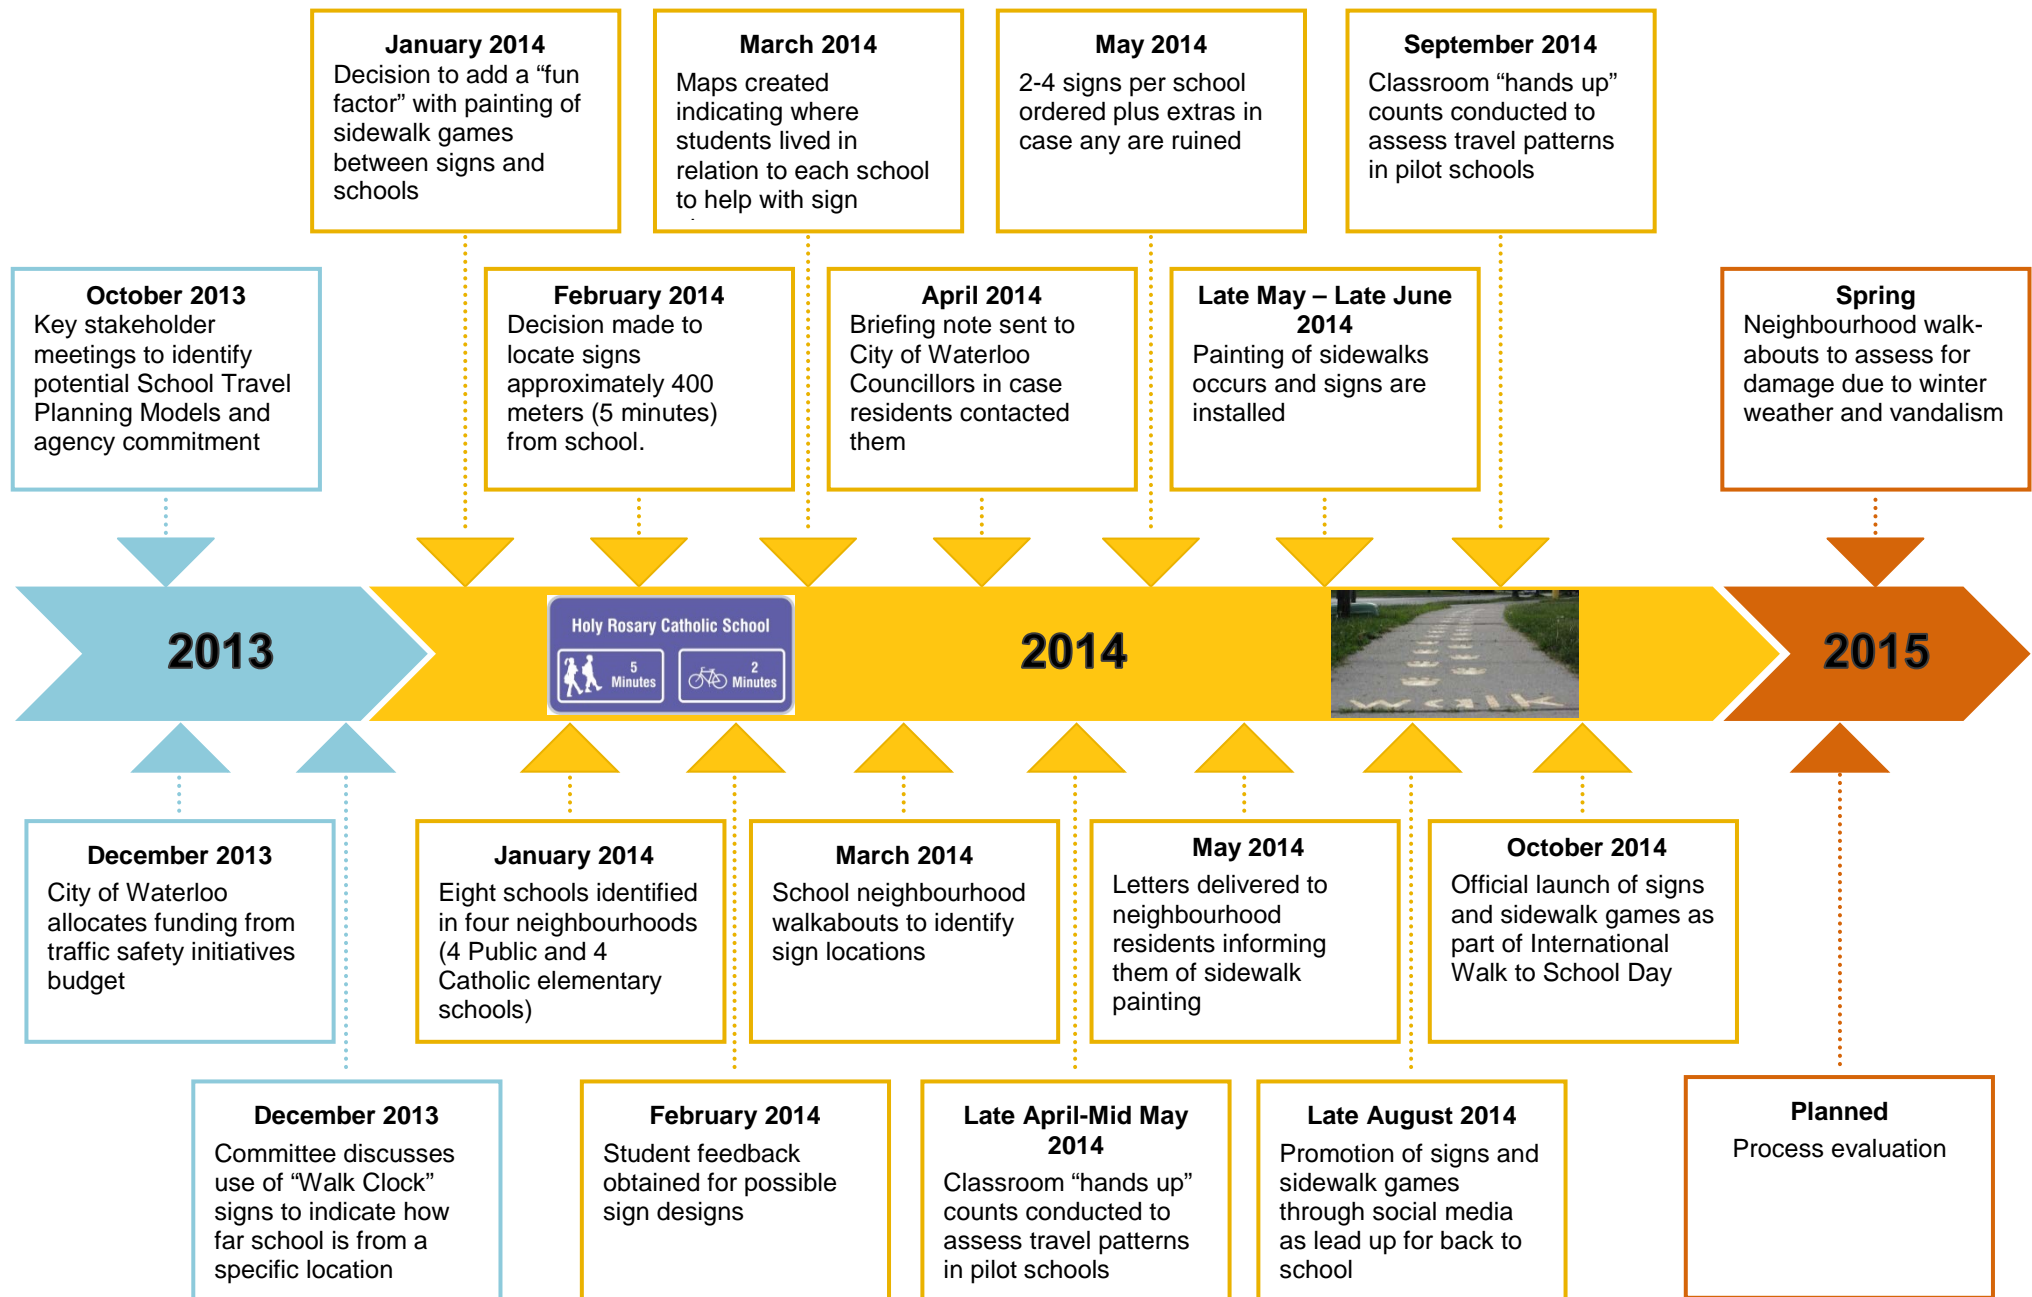 January 2014
Decision to add a “fun
factor” with painting of
sidewalk games
between signs and
schools
March 2014
Maps created
indicating where
students lived in
relation to each school
to help with sign
May 2014
2-4 signs per school
ordered plus extras in
case any are ruined
September 2014
Classroom “hands up”
counts conducted to
assess travel patterns
in pilot schools
October 2013
Key stakeholder
meetings to identify
potential School Travel
Planning Models and
agency commitment
February 2014
Decision made to
locate signs
approximately 400
meters (5 minutes)
from school.
April 2014
Briefing note sent to
City of Waterloo
Councillors in case
residents contacted
them
Late May – Late June
2014
Painting of sidewalks
occurs and signs are
installed
Spring
Neighbourhood walk-
abouts to assess for
damage due to winter
weather and vandalism
2013
Holy Rosary Catholic School
5
Minutes
2
Minutes
2014
walk
2015
December 2013
City of Waterloo
allocates funding from
traffic safety initiatives
budget
January 2014
Eight schools identified
in four neighbourhoods
(4 Public and 4
Catholic elementary
schools)
March 2014
School neighbourhood
walkabouts to identify
sign locations
May 2014
Letters delivered to
neighbourhood
residents informing
them of sidewalk
painting
October 2014
Official launch of signs
and sidewalk games as
part of International
Walk to School Day
December 2013
Committee discusses
use of “Walk Clock”
signs to indicate how
far school is from a
specific location
February 2014
Student feedback
obtained for possible
sign designs
Late April-Mid May
2014
Classroom “hands up”
counts conducted to
assess travel patterns
in pilot schools
Late August 2014
Promotion of signs and
sidewalk games
through social media
as lead up for back to
school
Planned
Process evaluation